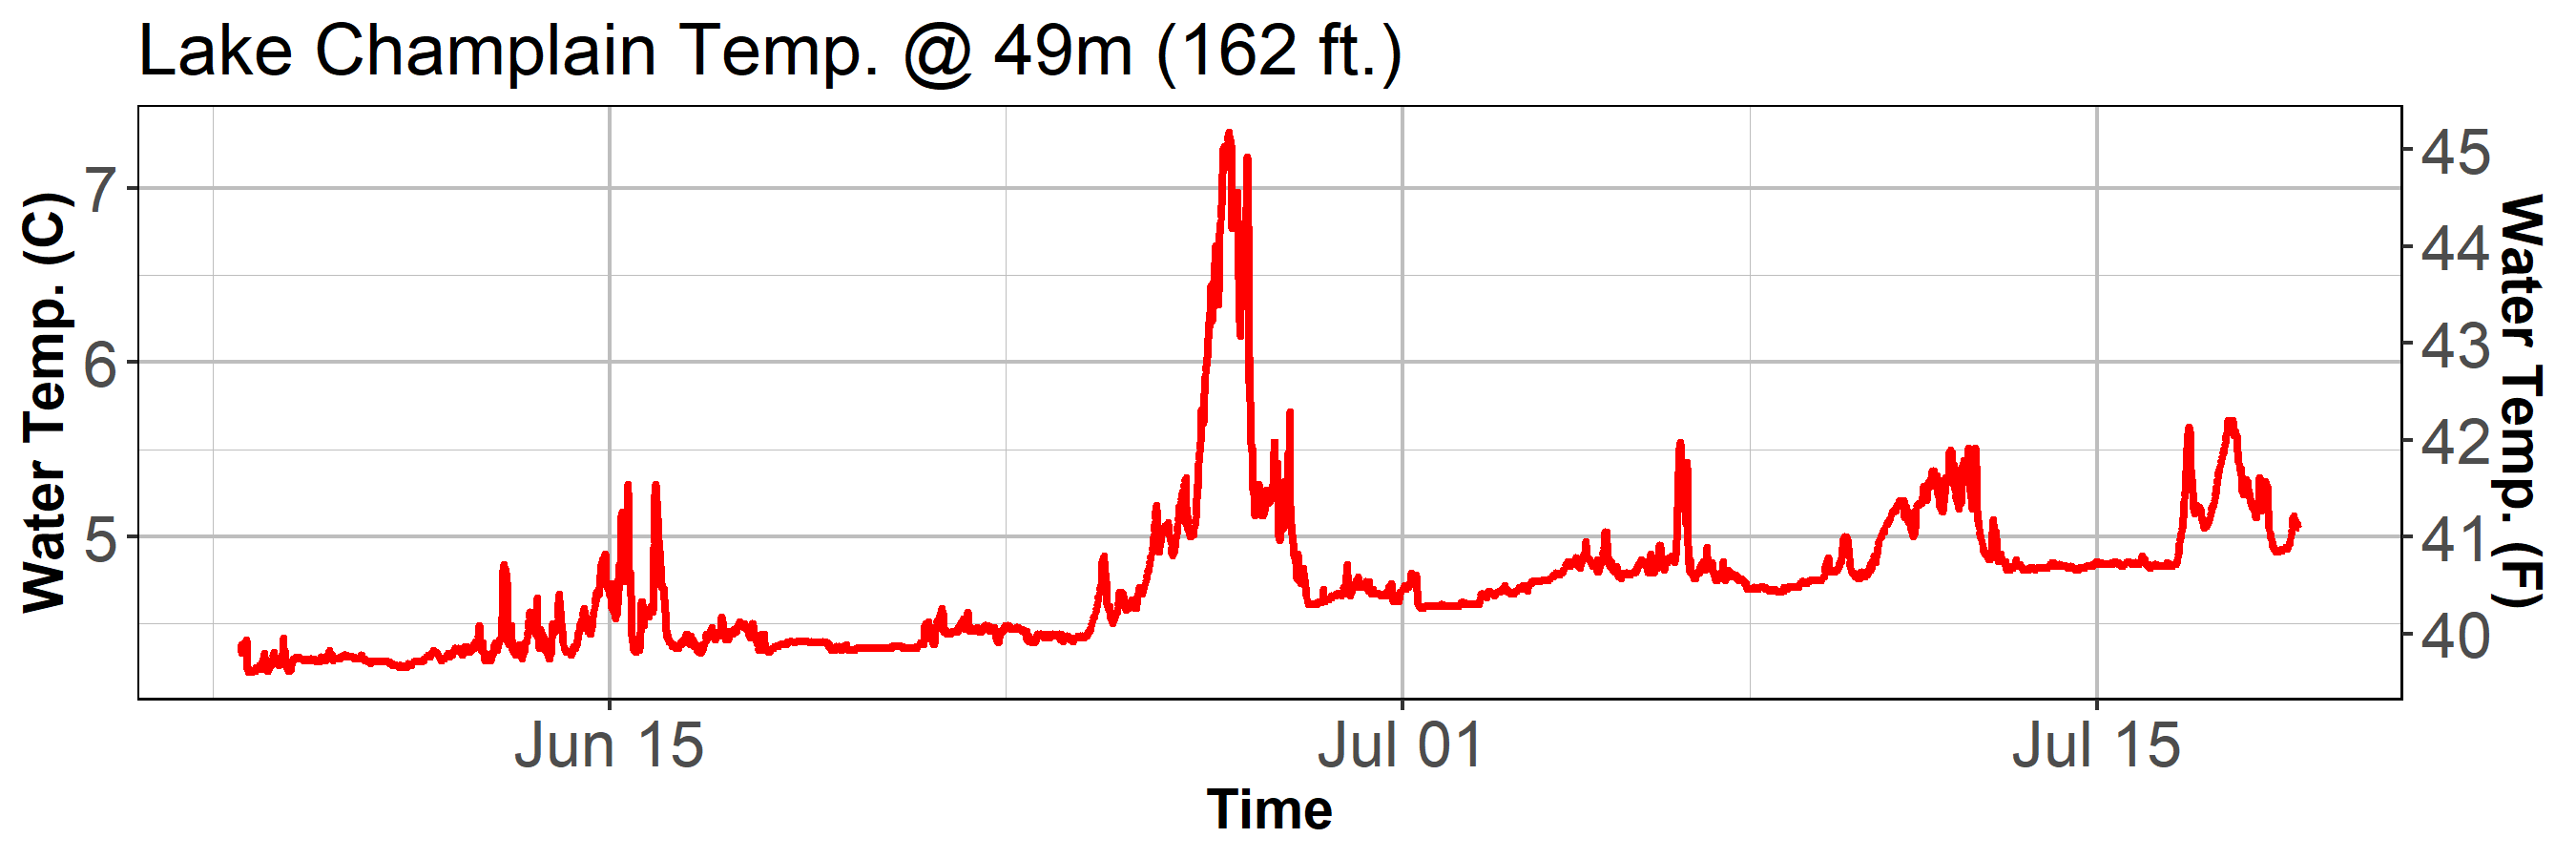 Lake Champlain Temp. @ 49m (162 ft.)
Water Temp. (C)
7
6
5
45
44
43
42
41
40
Water Temp. (F)
Jun 15
Jul 01
Jul 15
Time